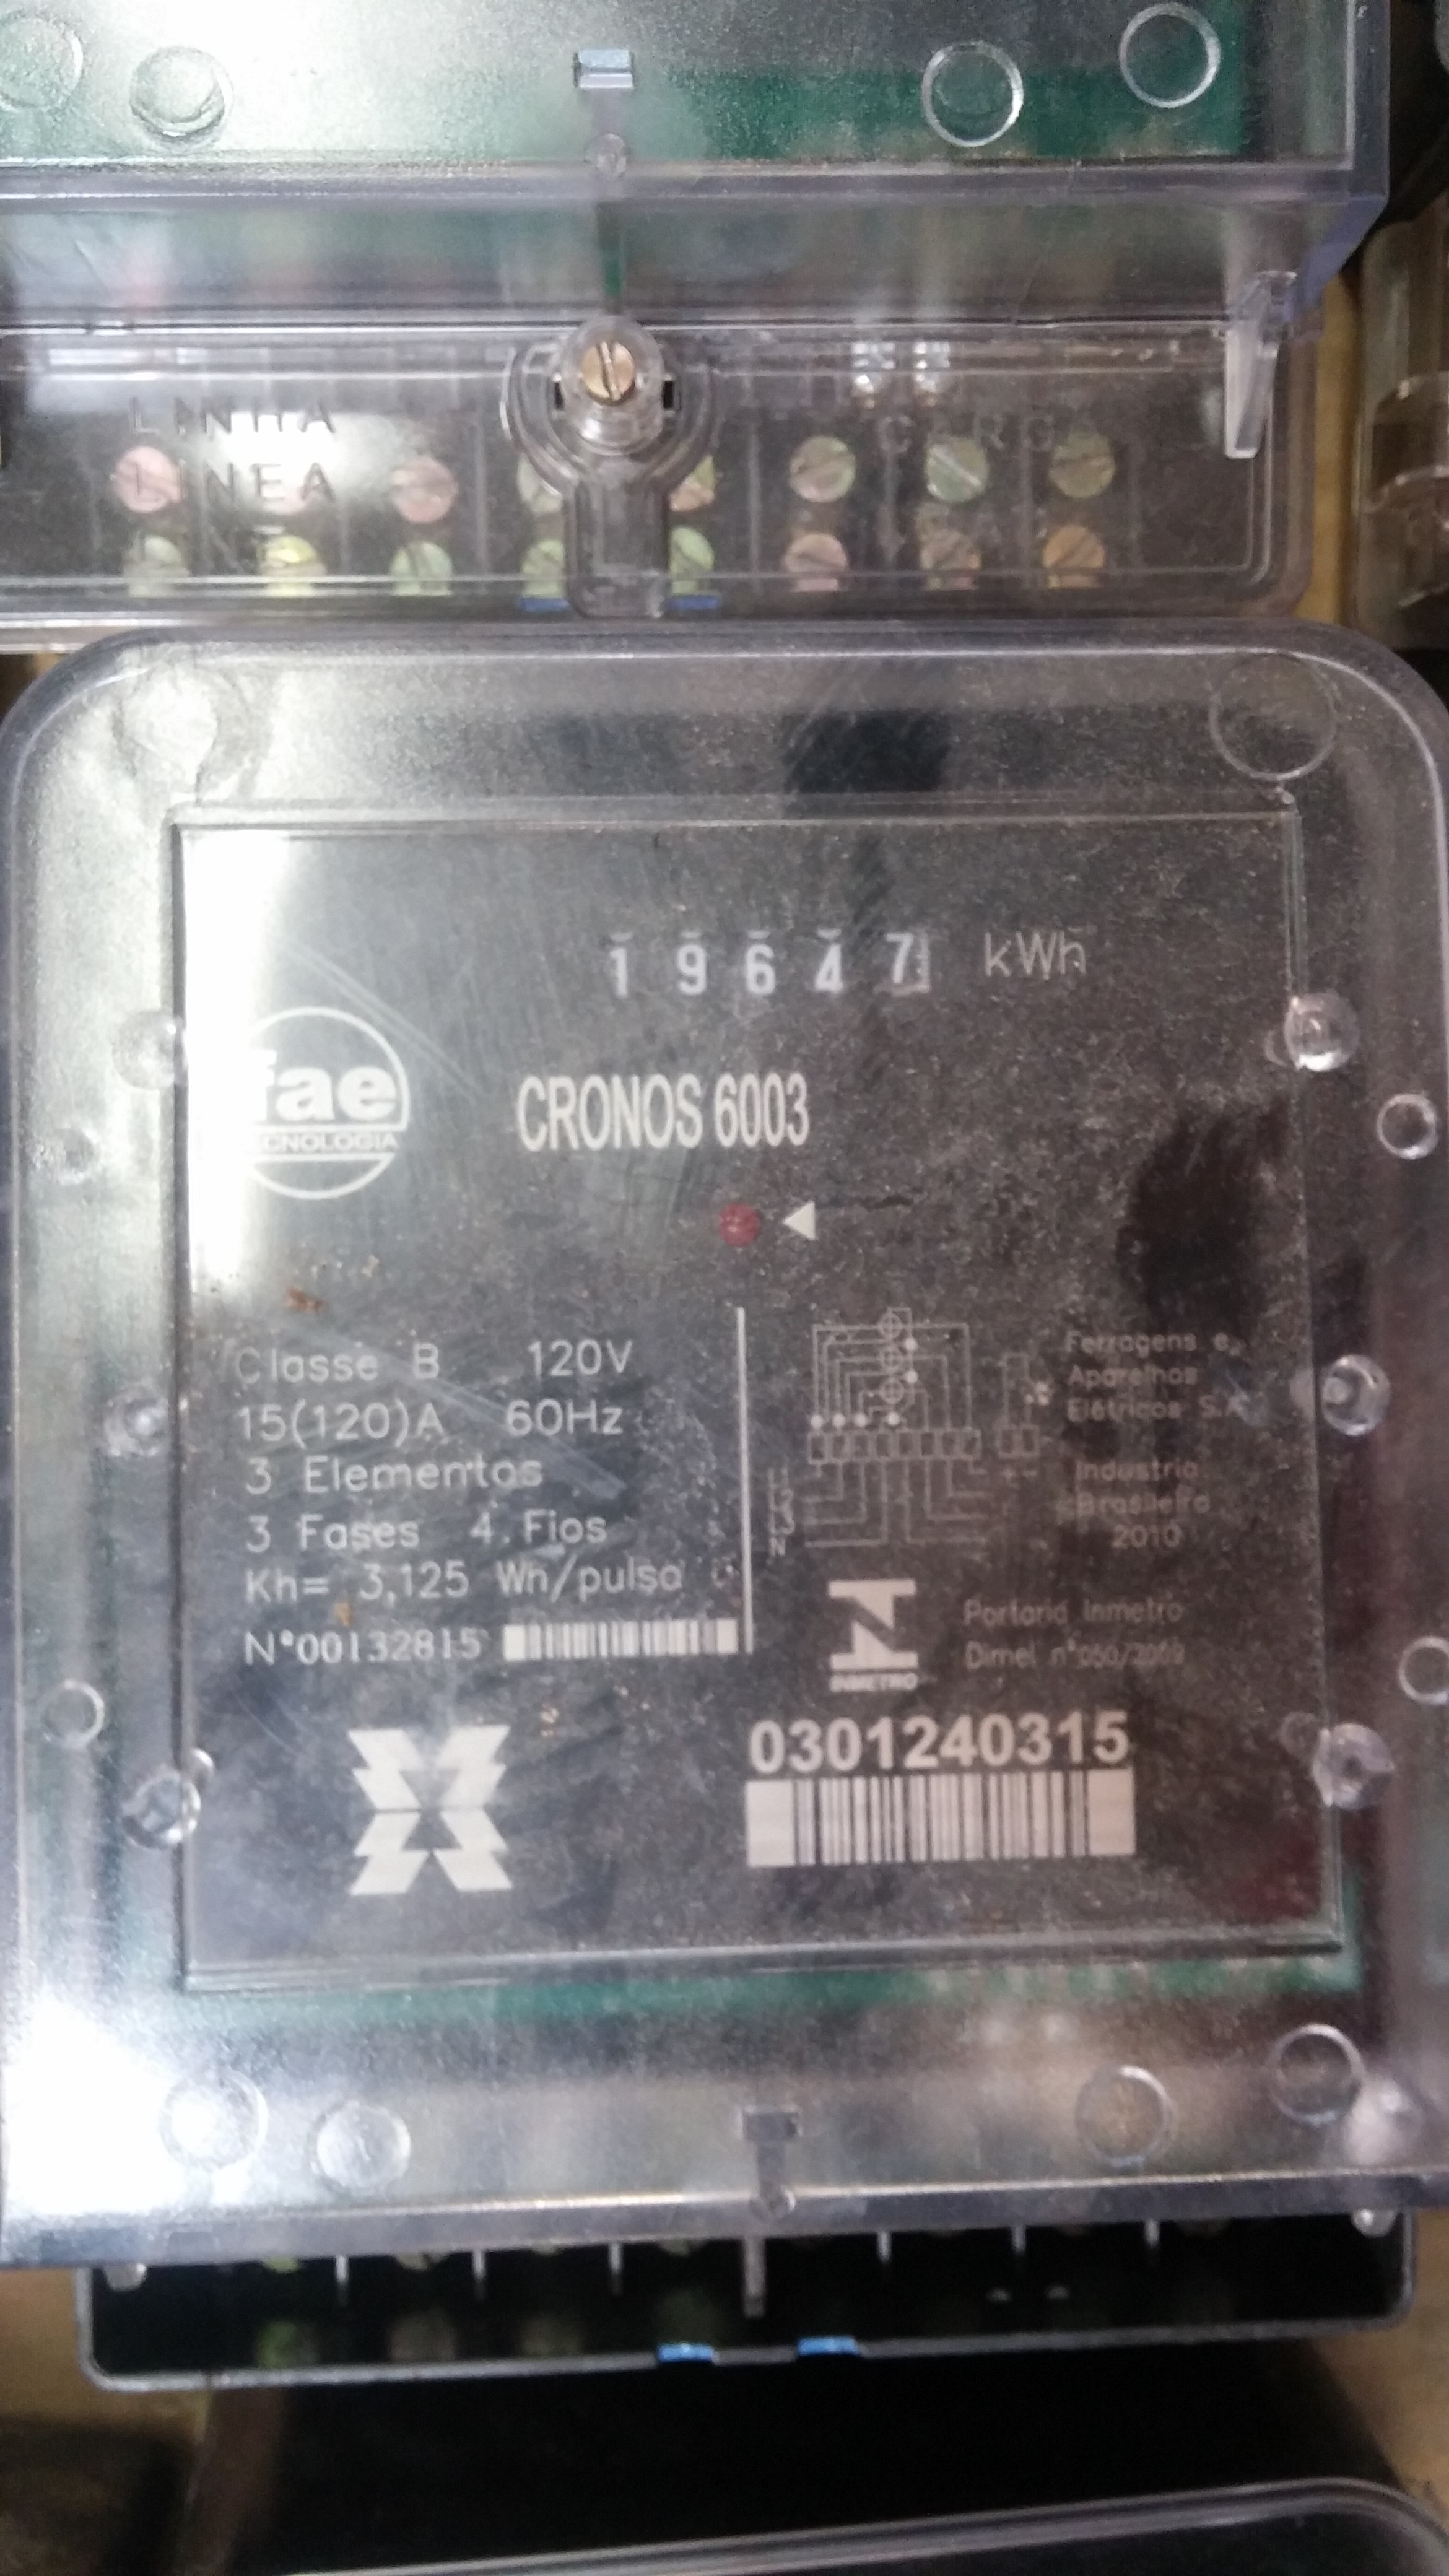 LINHA
CARGA
LINEA
19647 kWh
fae
CRONOS 6003
Classe B 120V
15(120)A 60Hz
3 Elementos
3 Fases 4 Fios
Kh= 3,125 Wh/pulso
N°00132815
Ferragens e
Aparelhos
Elétricos S.A
Industria
Brasileira
2010
INMETRO
Portaria Inmetro
Dimel n°050/2009
0301240315